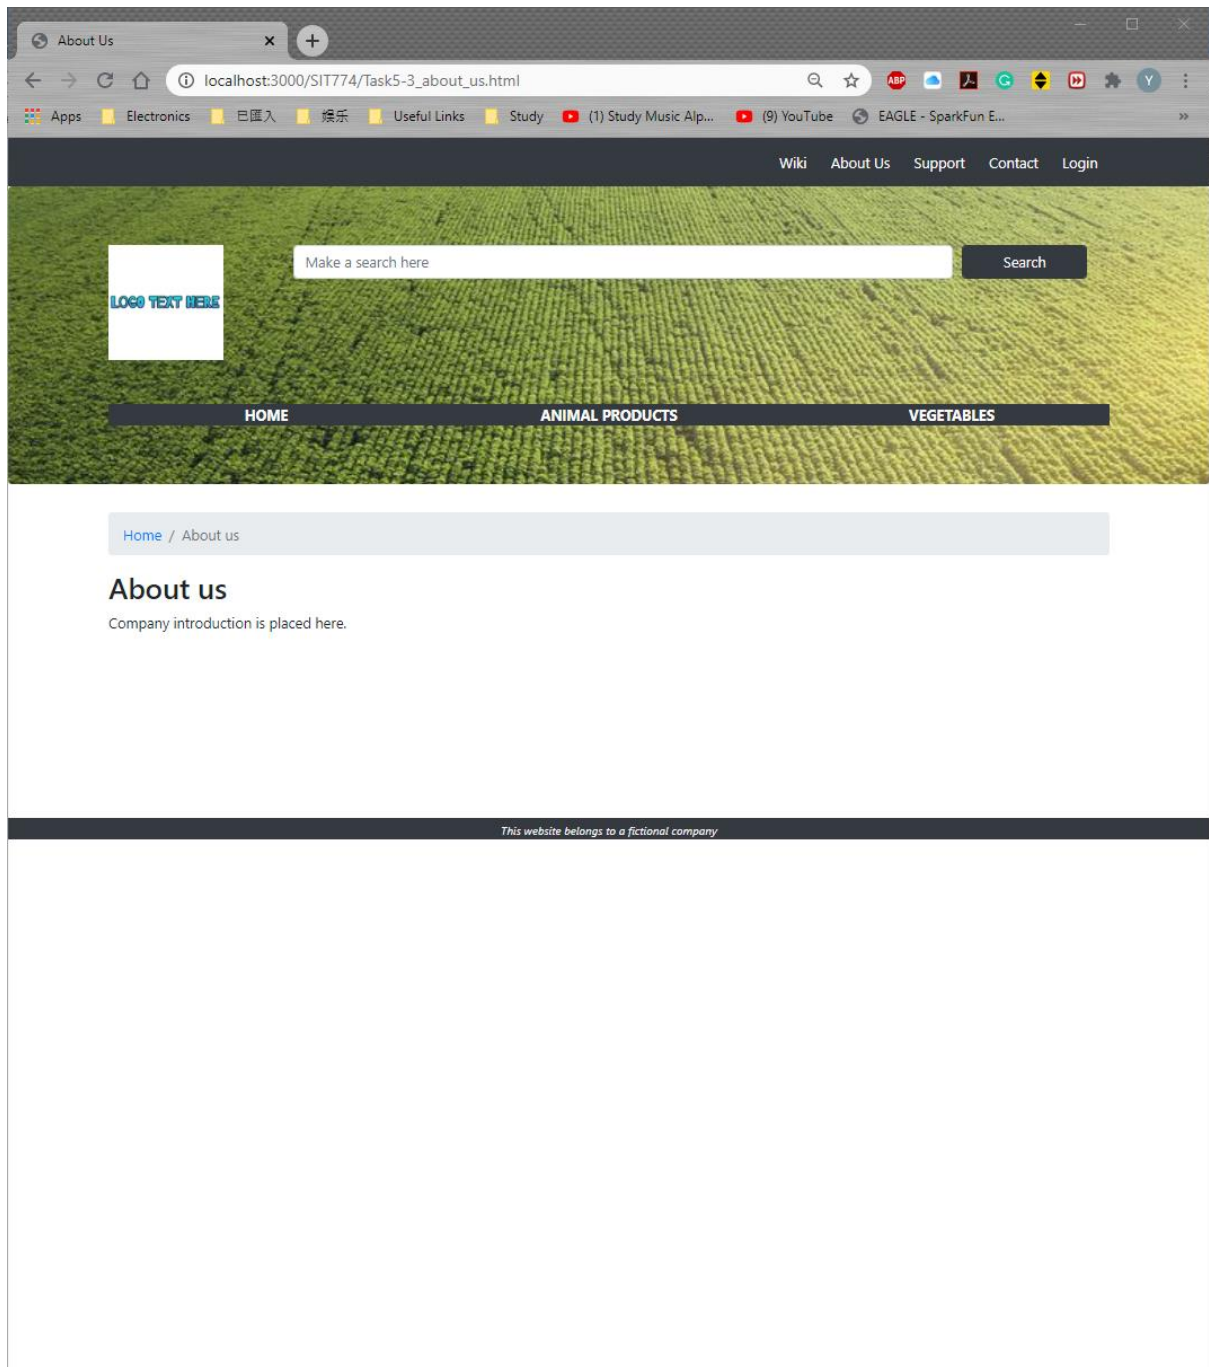 About Us
localhost:3000/SIT774/Task5-3_about_us.html
ABP
Y
Apps Electronics 已匯入 娱乐 Useful Links Study (1) Study Music Alp... (9) YouTube EAGLE - SparkFun E... »
Wiki About Us Support Contact Login
Make a search here Search
LOGO TEXT HERE
HOME ANIMAL PRODUCTS VEGETABLES
Home / About us
About us
Company introduction is placed here.
This website belongs to a fictional company